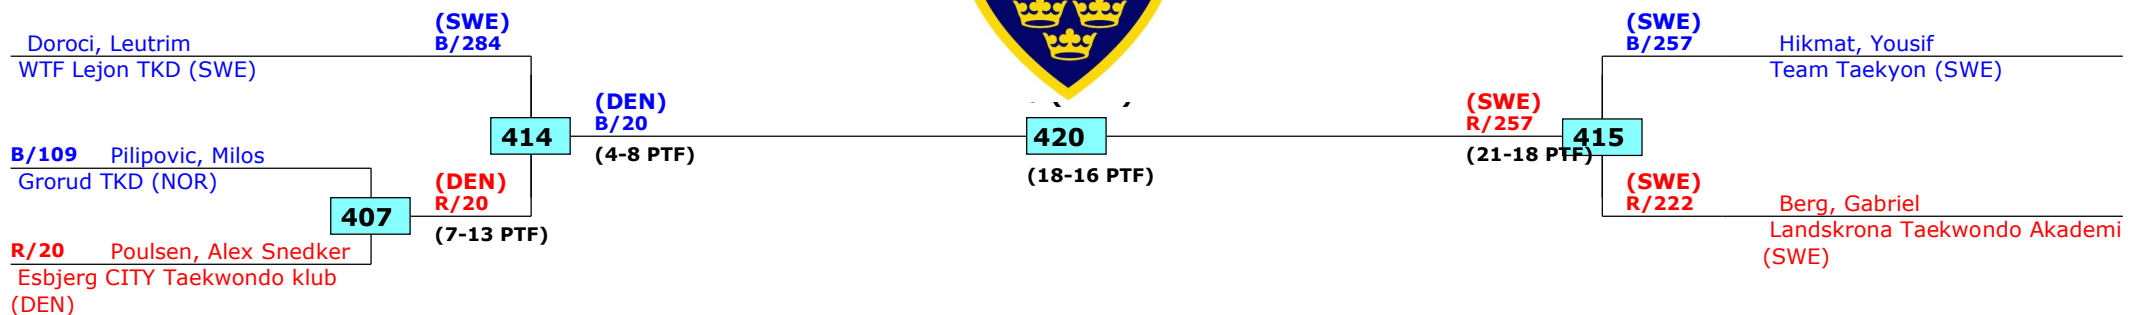 (SWE)
B/284
Doroci, Leutrim
WTF Lejon TKD (SWE)
B/109 Pilipovic, Milos
Grorud TKD (NOR)
407
R/20 Poulsen, Alex Snedker
Esbjerg CITY Taekwondo klub
(DEN)
(DEN)
R/20
(7-13 PTF)
414
(DEN)
B/20
(4-8 PTF)
420
(18-16 PTF)
(SWE)
R/257
(21-18 PTF)
415
(SWE)
B/257
Hikmat, Yousif
Team Taekyon (SWE)
(SWE)
R/222
Berg, Gabriel
Landskrona Taekwondo Akademi
(SWE)